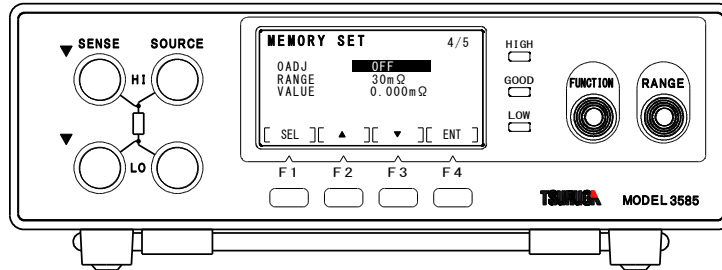 SENSE SOURCE
HI
LO
MEMORY SET 4/5
0ADJ OFF
RANGE 30mΩ
VALUE 0.000mΩ
[ SEL ][ ▲ ][ ▼ ][ ENT ]
F1 F2 F3 F4
HIGH
GOOD
LOW
FUNCTION RANGE
TSURUGA MODEL 3585